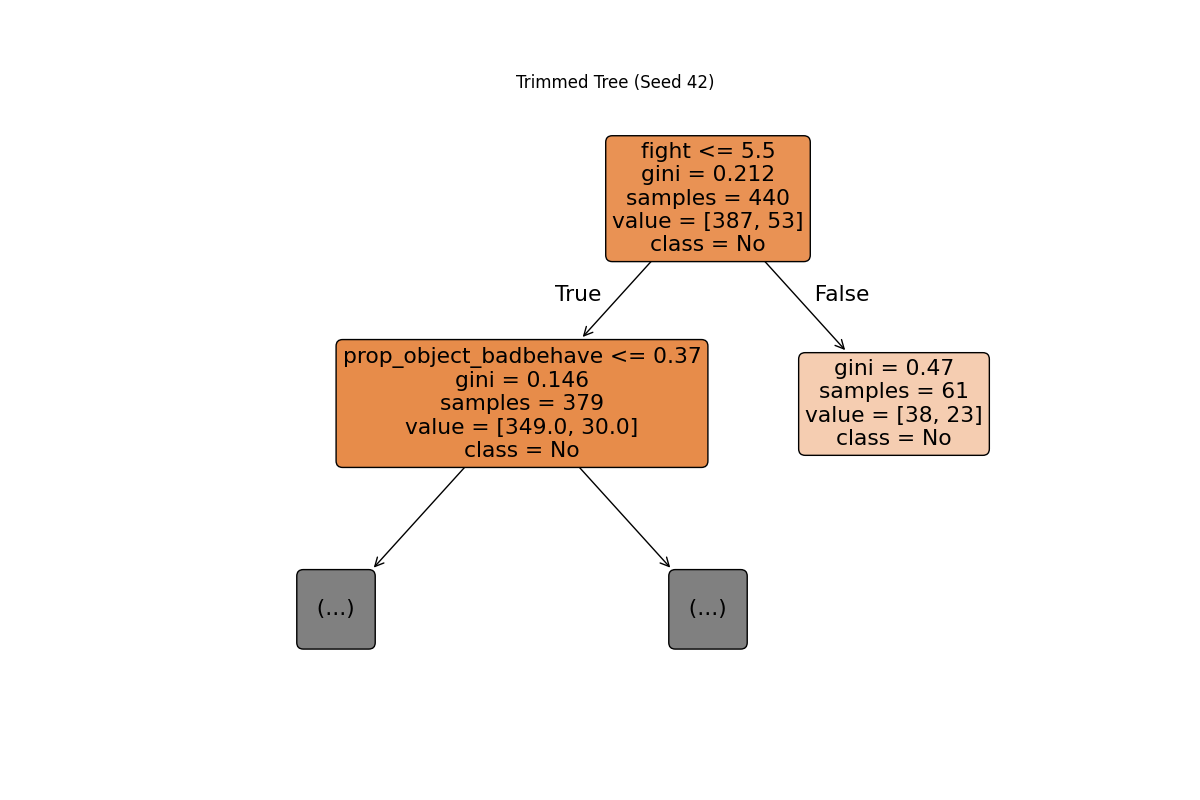 Trimmed Tree (Seed 42)
fight <= 5.5
gini = 0.212
samples = 440
value = [387, 53]
class = No
True
False
prop_object_badbehave <= 0.37
gini = 0.146
samples = 379
value = [349.0, 30.0]
class = No
gini = 0.47
samples = 61
value = [38, 23]
class = No
(...)
(...)